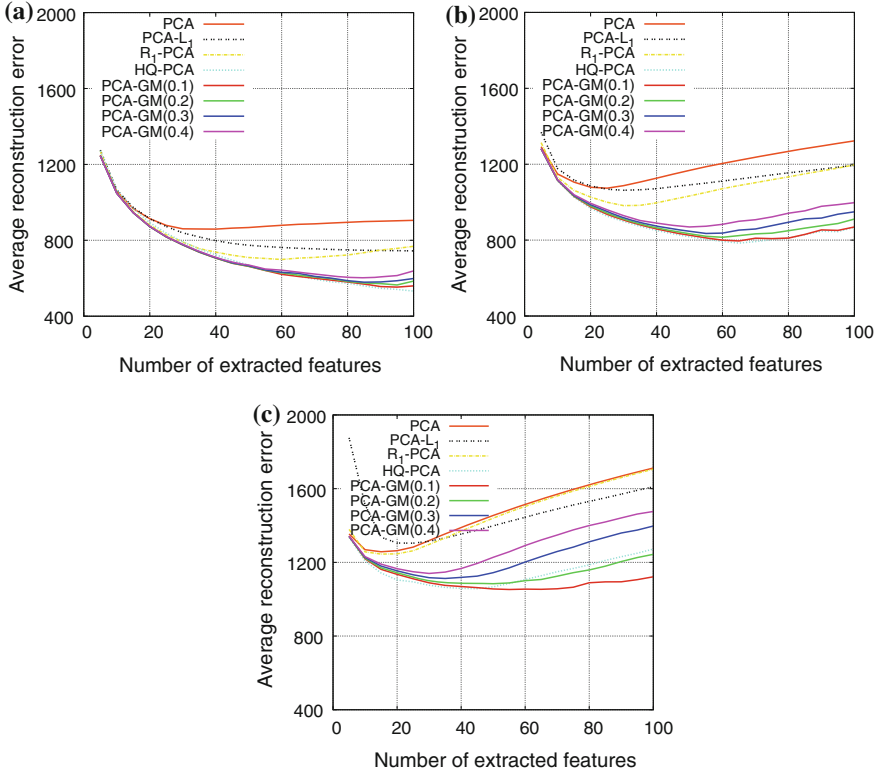 (a)
2000
1600
1200
800
400
Average reconstruction error
PCA
PCA-L1
R1-PCA
HQ-PCA
PCA-GM(0.1)
PCA-GM(0.2)
PCA-GM(0.3)
PCA-GM(0.4)
0 20 40 60 80 100
Number of extracted features
(b)
2000
1600
1200
800
400
Average reconstruction error
PCA
PCA-L1
R1-PCA
HQ-PCA
PCA-GM(0.1)
PCA-GM(0.2)
PCA-GM(0.3)
PCA-GM(0.4)
0 20 40 60 80 100
Number of extracted features
(c)
2000
1600
1200
800
400
Average reconstruction error
PCA
PCA-L1
R1-PCA
HQ-PCA
PCA-GM(0.1)
PCA-GM(0.2)
PCA-GM(0.3)
PCA-GM(0.4)
0 20 40 60 80 100
Number of extracted features